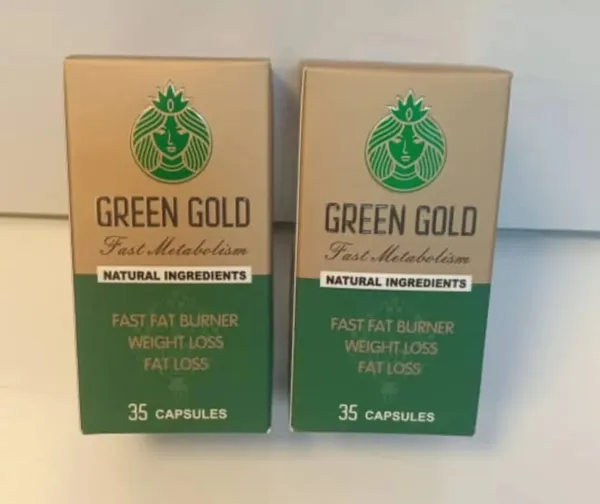 GREEN GOLD
Fast Metabolism
NATURAL INGREDIENTS
FAST FAT BURNER
WEIGHT LOSS
FAT LOSS
35 CAPSULES
GREEN GOLD
Fast Metabolism
NATURAL INGREDIENTS
FAST FAT BURNER
WEIGHT LOSS
FAT LOSS
35 CAPSULES